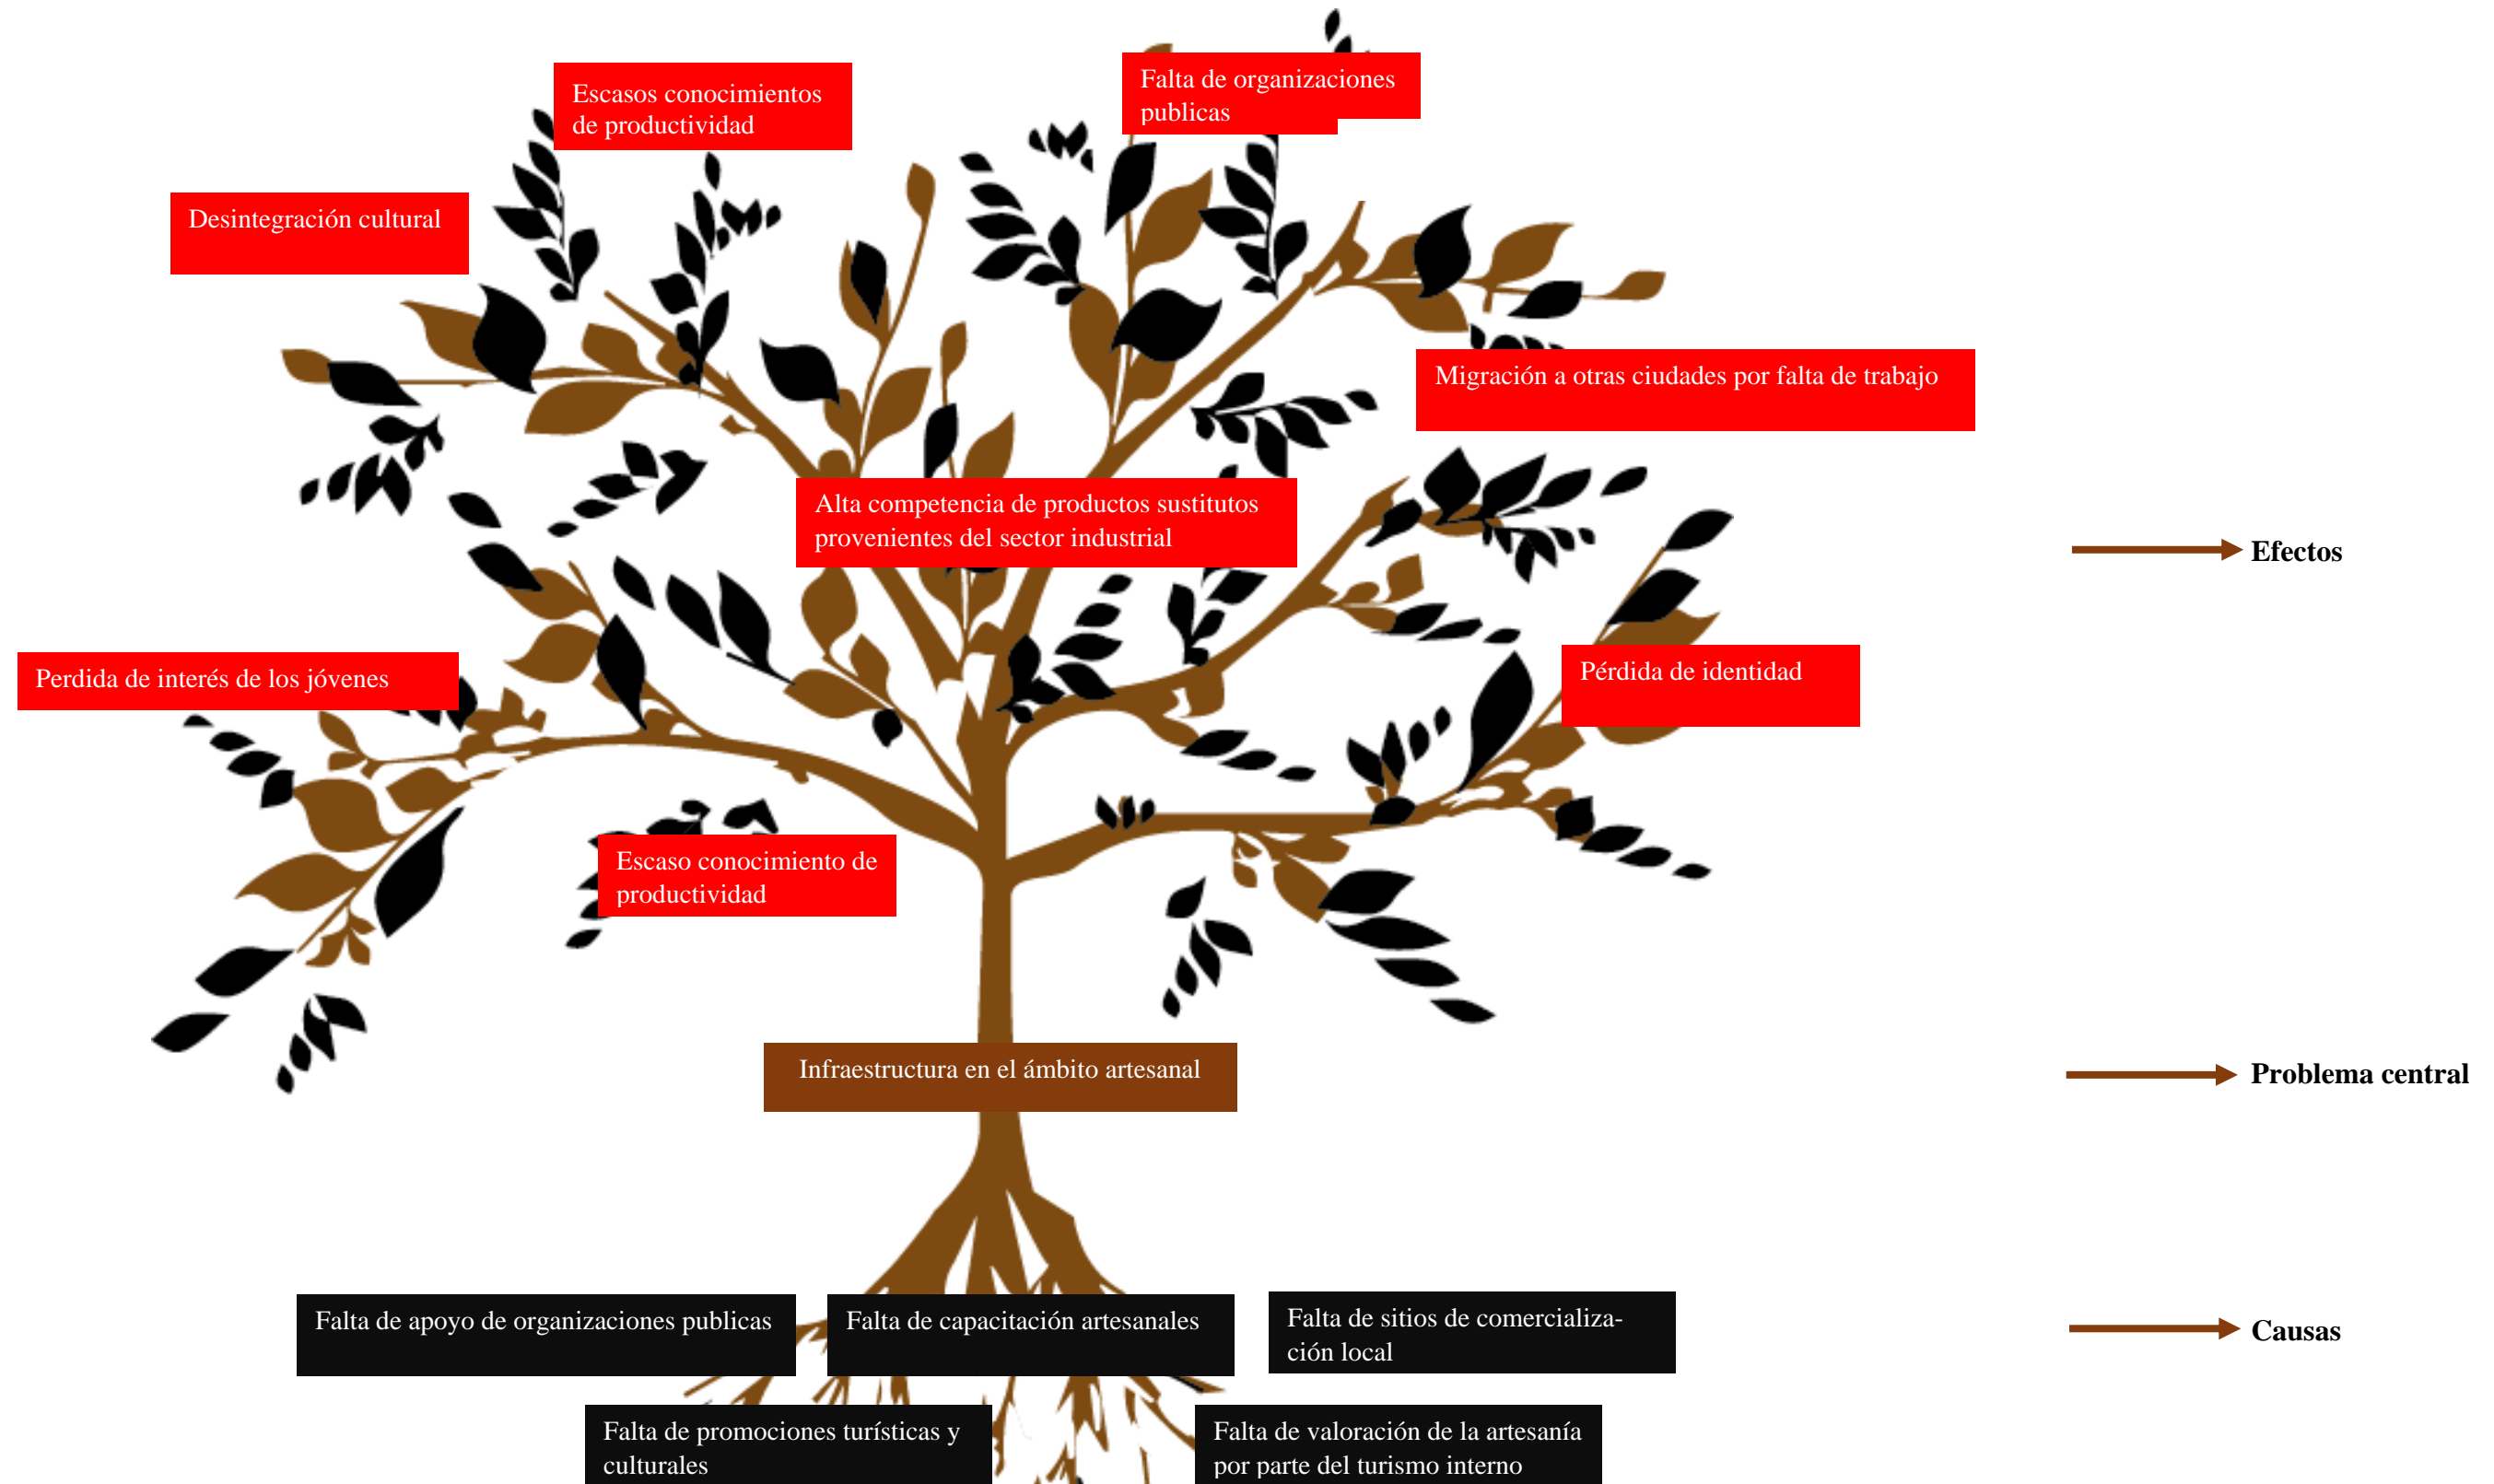 Escasos conocimientos
de productividad
Falta de organizaciones
publicas
Desintegración cultural
Migración a otras ciudades por falta de trabajo
Alta competencia de productos sustitutos
provenientes del sector industrial
Efectos
Perdida de interés de los jóvenes
Pérdida de identidad
Escaso conocimiento de
productividad
Infraestructura en el ámbito artesanal
Problema central
Falta de apoyo de organizaciones publicas
Falta de capacitación artesanales
Falta de sitios de comercializa-
ción local
Causas
Falta de promociones turísticas y
culturales
Falta de valoración de la artesanía
por parte del turismo interno